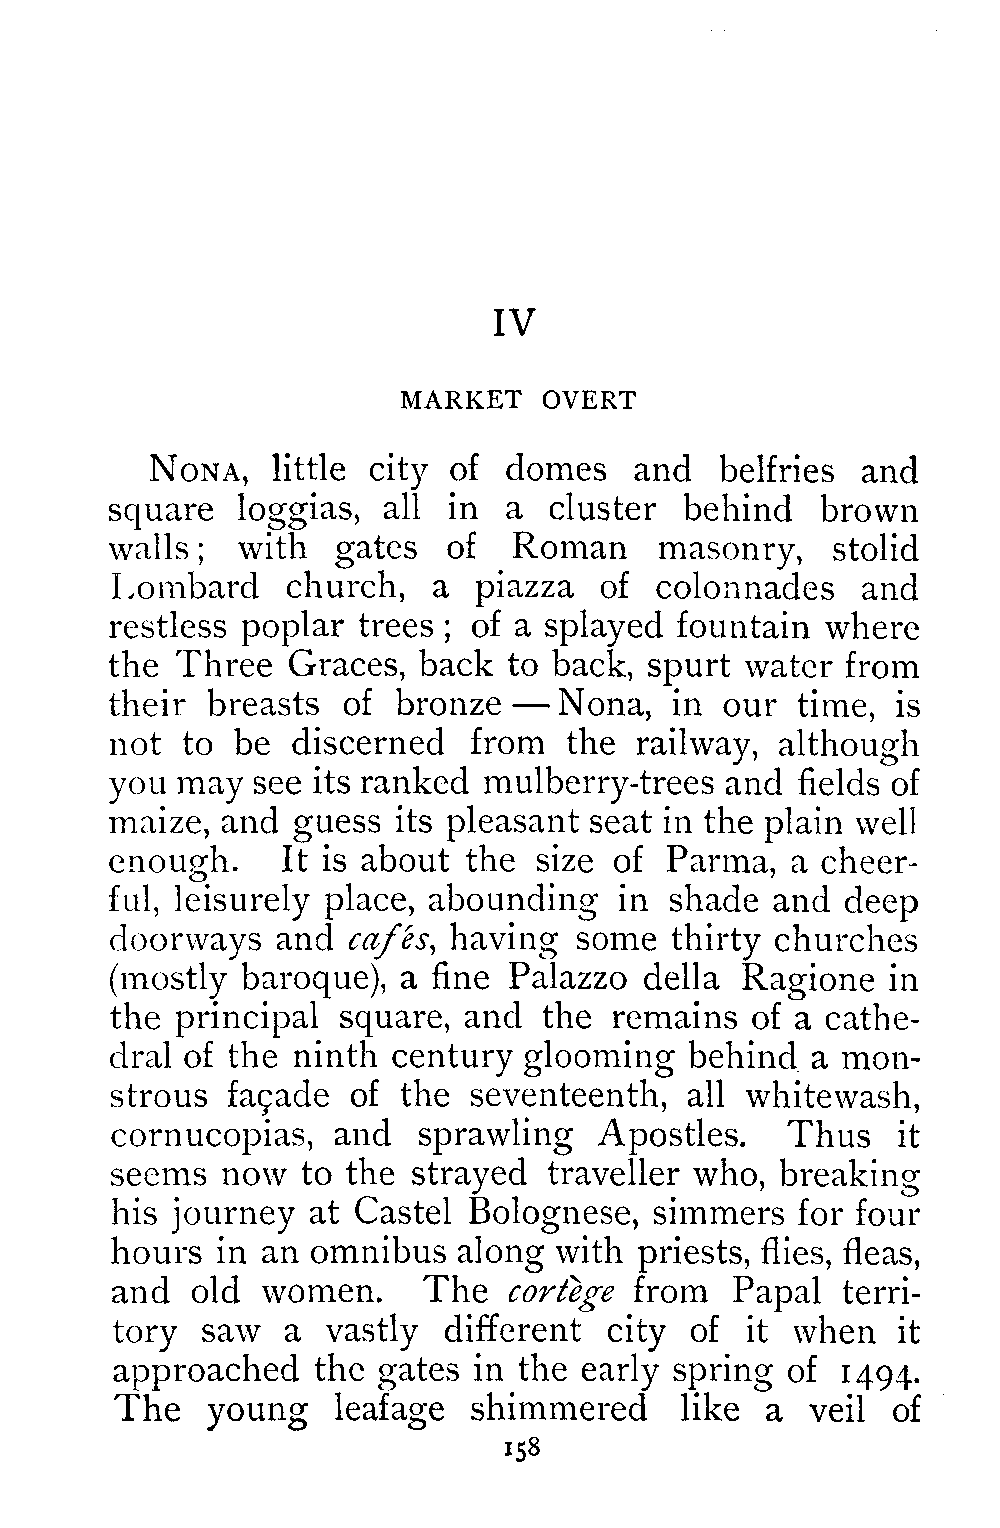 IV
MARKET OVERT
NONA, little city of domes and belfries and
square loggias, all in a cluster behind brown
walls; with gates of Roman masonry, stolid
Lombard church, a piazza of colonnades and
restless poplar trees; of a splayed fountain where
the Three Graces, back to back, spurt water from
their breasts of bronze — Nona, in our time, is
not to be discerned from the railway, although
you may see its ranked mulberry-trees and fields of
maize, and guess its pleasant seat in the plain well
enough. It is about the size of Parma, a cheer-
ful, leisurely place, abounding in shade and deep
doorways and cafés, having some thirty churches
(mostly baroque), a fine Palazzo della Ragione in
the principal square, and the remains of a cathe-
dral of the ninth century glooming behind a mon-
strous façade of the seventeenth, all whitewash,
cornucopias, and sprawling Apostles. Thus it
seems now to the strayed traveller who, breaking
his journey at Castel Bolognese, simmers for four
hours in an omnibus along with priests, flies, fleas,
and old women. The cortège from Papal terri-
tory saw a vastly different city of it when it
approached the gates in the early spring of 1494.
The young leafage shimmered like a veil of
158